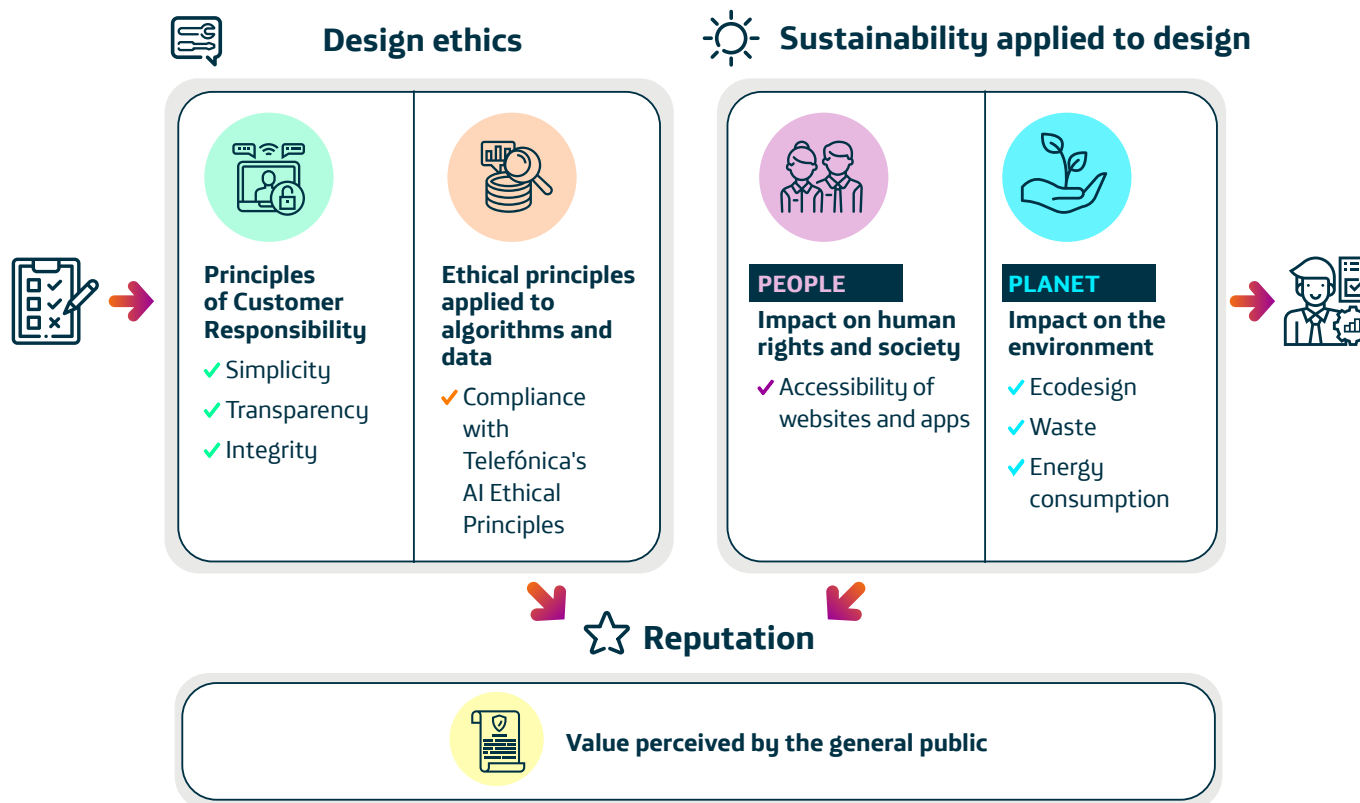 Design ethics
Sustainability applied to design
Principles
of Customer
Responsibility
✓ Simplicity
✓ Transparency
✓ Integrity
Ethical principles
applied to
algorithms and
data
✓ Compliance
with
Telefónica's
AI Ethical
Principles
PEOPLE
Impact on human
rights and society
✓ Accessibility of
websites and apps
PLANET
Impact on the
environment
✓ Ecodesign
✓ Waste
✓ Energy
consumption
Reputation
Value perceived by the general public